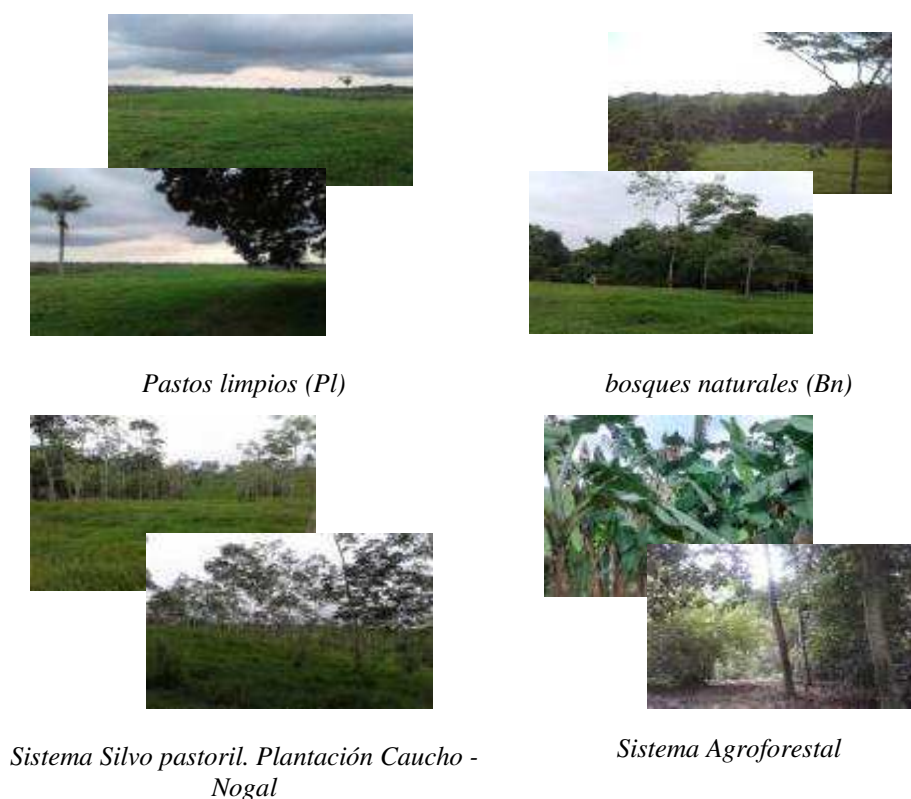 Pastos limpios (Pl)
bosques naturales (Bn)
Sistema Silvo pastoril. Plantación Caucho -
Nogal
Sistema Agroforestal